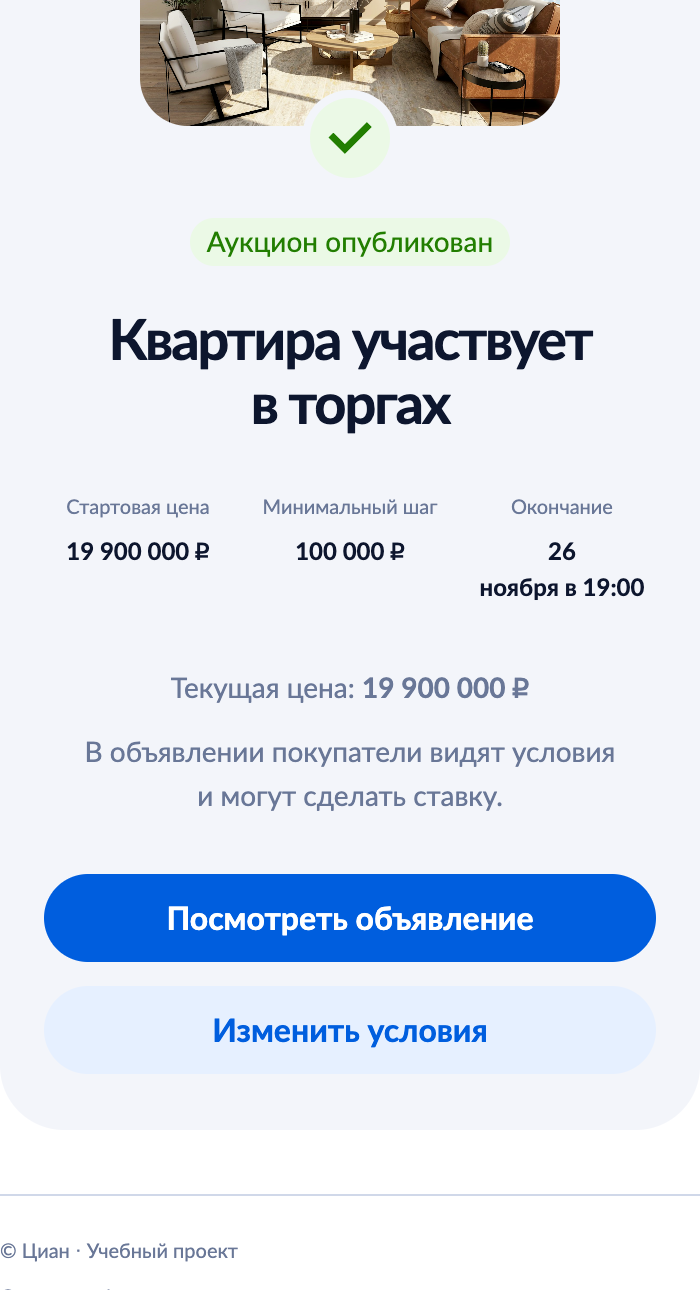 Аукцион опубликован
Квартира участвует
в торгах
Стартовая цена
Минимальный шаг
Окончание
19 900 000 ₽
100 000 ₽
26
ноября в 19:00
Текущая цена: 19 900 000 ₽
В объявлении покупатели видят условия
и могут сделать ставку.
Посмотреть объявление
Изменить условия
© Циан · Учебный проект